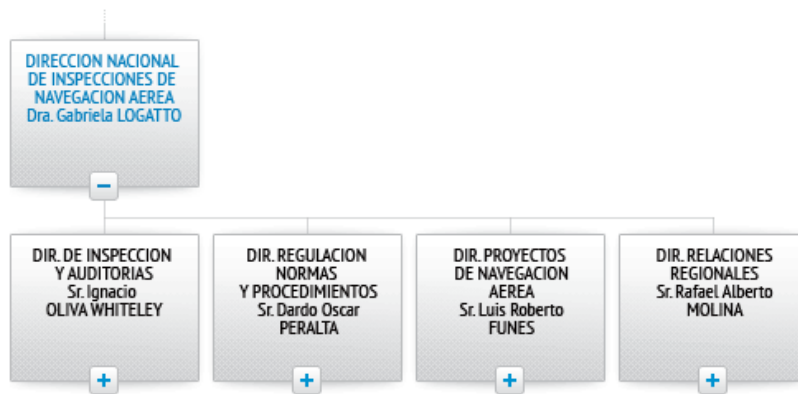 DIRECCION NACIONAL
DE INSPECCIONES DE
NAVEGACION AEREA
Dra. Gabriela LOGATTO
DIR. DE INSPECCION
Y AUDITORIAS
Sr. Ignacio
OLIVA WHITELEY
DIR. REGULACION
NORMAS
Y PROCEDIMIENTOS
Sr. Dardo Oscar
PERALTA
DIR. PROYECTOS
DE NAVEGACION
AEREA
Sr. Luis Roberto
FUNES
DIR. RELACIONES
REGIONALES
Sr. Rafael Alberto
MOLINA